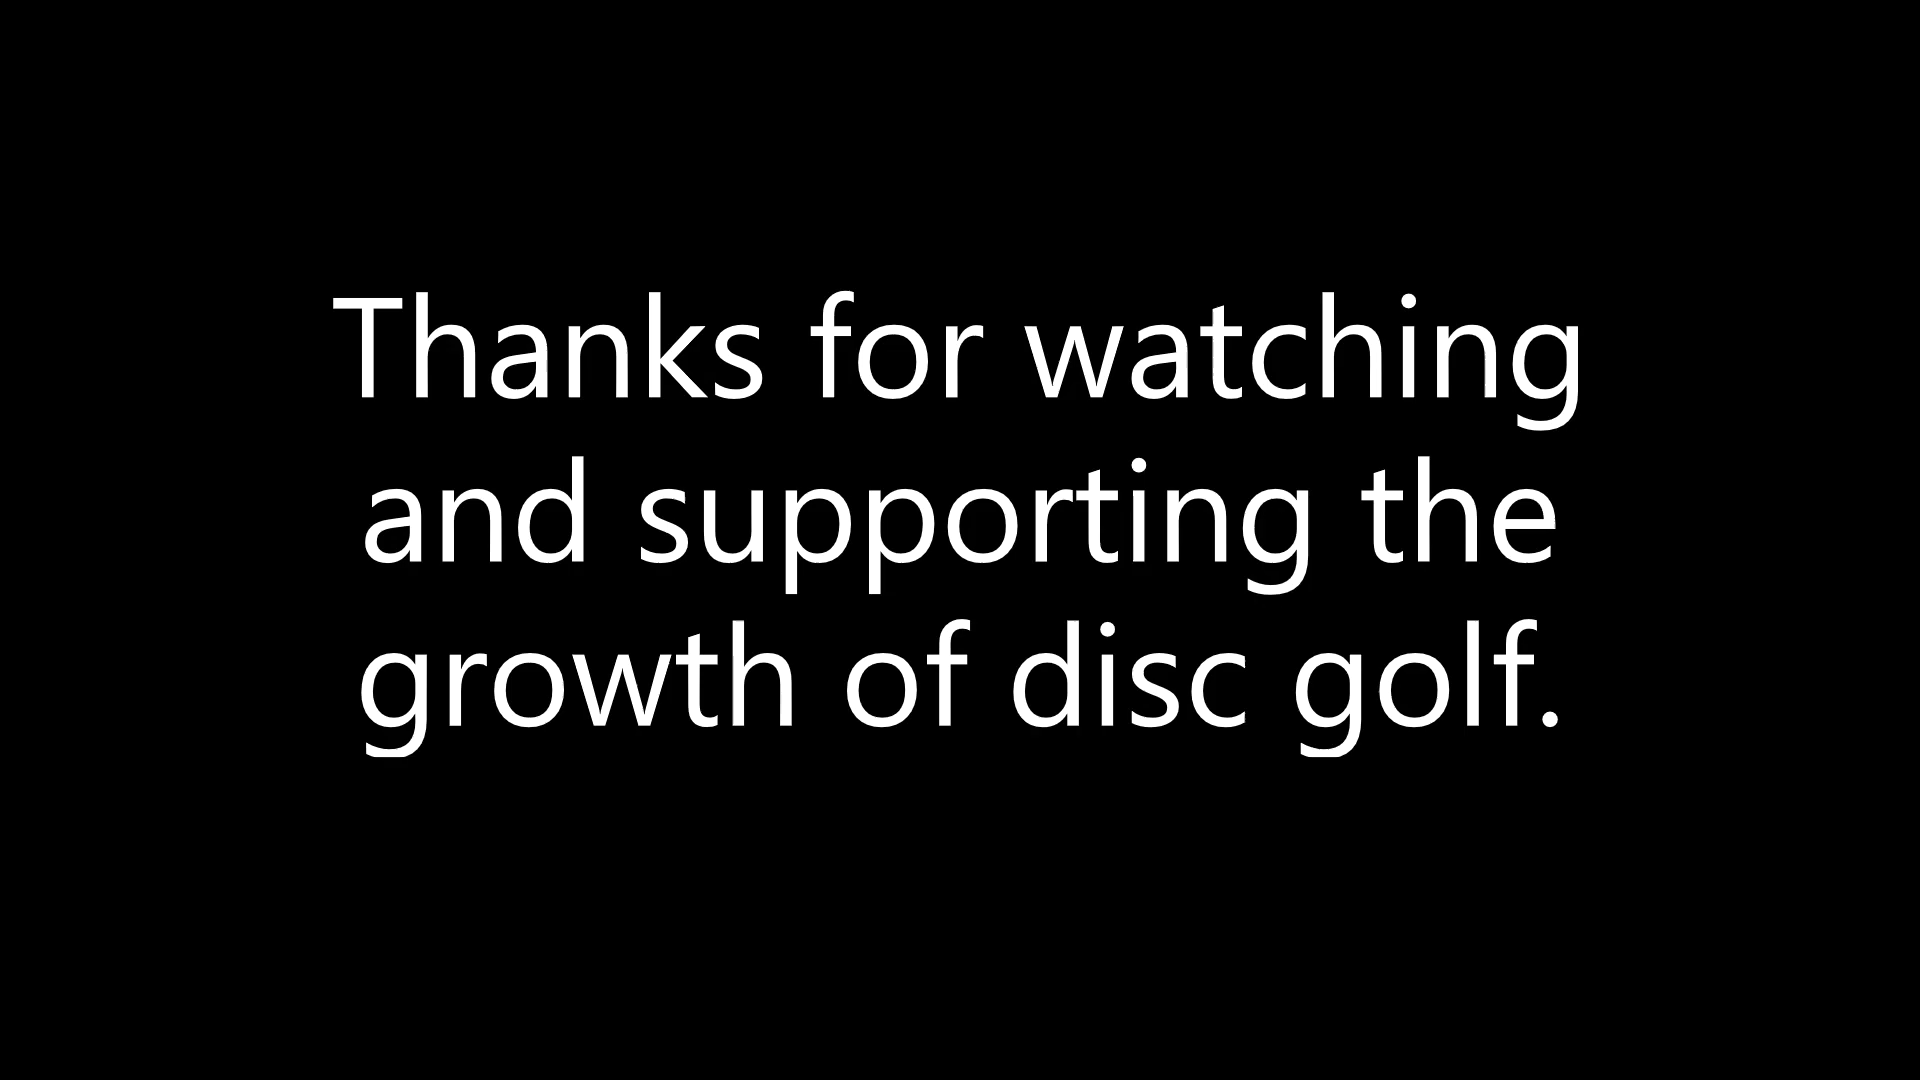 Thanks for watching
and supporting the
growth of disc golf.